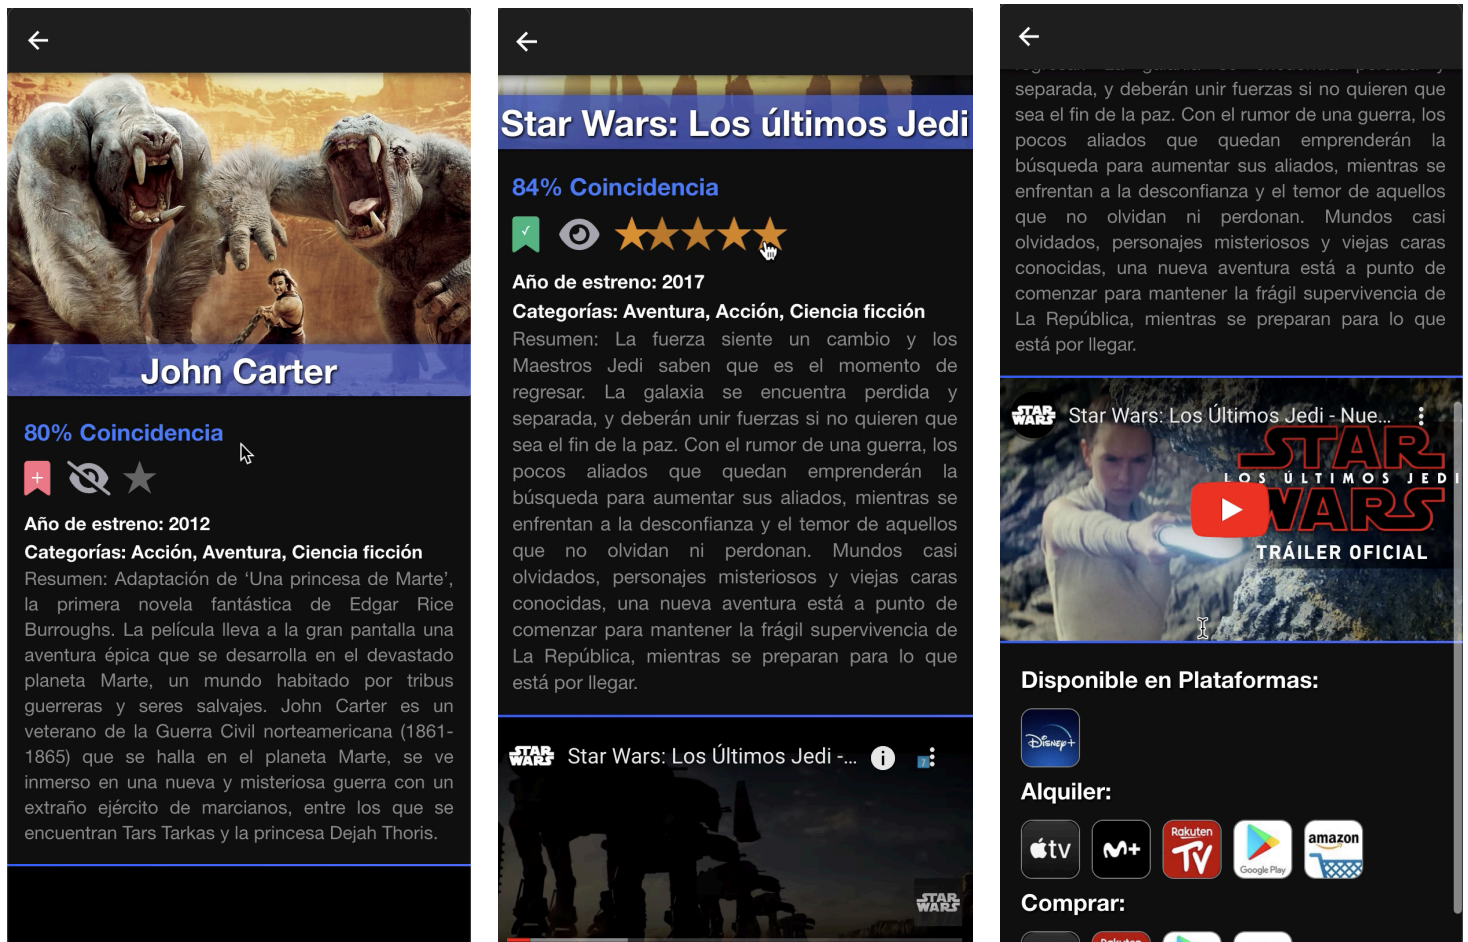 John Carter
80% Coincidencia
Año de estreno: 2012
Categorías: Acción, Aventura, Ciencia ficción
Resumen: Adaptación de ‘Una princesa de Marte’,
la primera novela fantástica de Edgar Rice
Burroughs. La película lleva a la gran pantalla una
aventura épica que se desarrolla en el devastado
planeta Marte, un mundo habitado por tribus
guerreras y seres salvajes. John Carter es un
veterano de la Guerra Civil norteamericana (1861-
1865) que se halla en el planeta Marte, se ve
inmerso en una nueva y misteriosa guerra con un
extraño ejército de marcianos, entre los que se
encuentran Tars Tarkas y la princesa Dejah Thoris.
Star Wars: Los últimos Jedi
84% Coincidencia
Año de estreno: 2017
Categorías: Aventura, Acción, Ciencia ficción
Resumen: La fuerza siente un cambio y los
Maestros Jedi saben que es el momento de
regresar. La galaxia se encuentra perdida y
separada, y deberán unir fuerzas si no quieren que
sea el fin de la paz. Con el rumor de una guerra, los
pocos aliados que quedan emprenderán la
búsqueda para aumentar sus aliados, mientras se
enfrentan a la desconfianza y el temor de aquellos
que no olvidan ni perdonan. Mundos casi
olvidados, personajes misteriosos y viejas caras
conocidas, una nueva aventura está a punto de
comenzar para mantener la frágil supervivencia de
La República, mientras se preparan para lo que
está por llegar.
STAR WARS
Star Wars: Los Últimos Jedi -...
STAR WARS
regresar. La galaxia se encuentra perdida y
separada, y deberán unir fuerzas si no quieren que
sea el fin de la paz. Con el rumor de una guerra, los
pocos aliados que quedan emprenderán la
búsqueda para aumentar sus aliados, mientras se
enfrentan a la desconfianza y el temor de aquellos
que no olvidan ni perdonan. Mundos casi
olvidados, personajes misteriosos y viejas caras
conocidas, una nueva aventura está a punto de
comenzar para mantener la frágil supervivencia de
La República, mientras se preparan para lo que
está por llegar.
STAR WARS
Star Wars: Los Últimos Jedi - Nue...
STAR
LOS ÚLTIMOS JEDI
WARS
TRÁILER OFICIAL
Disponible en Plataformas:
Disney+
Alquiler:
tv
M+
Rakuten TV
Google Play
amazon
Comprar:
Rakuten